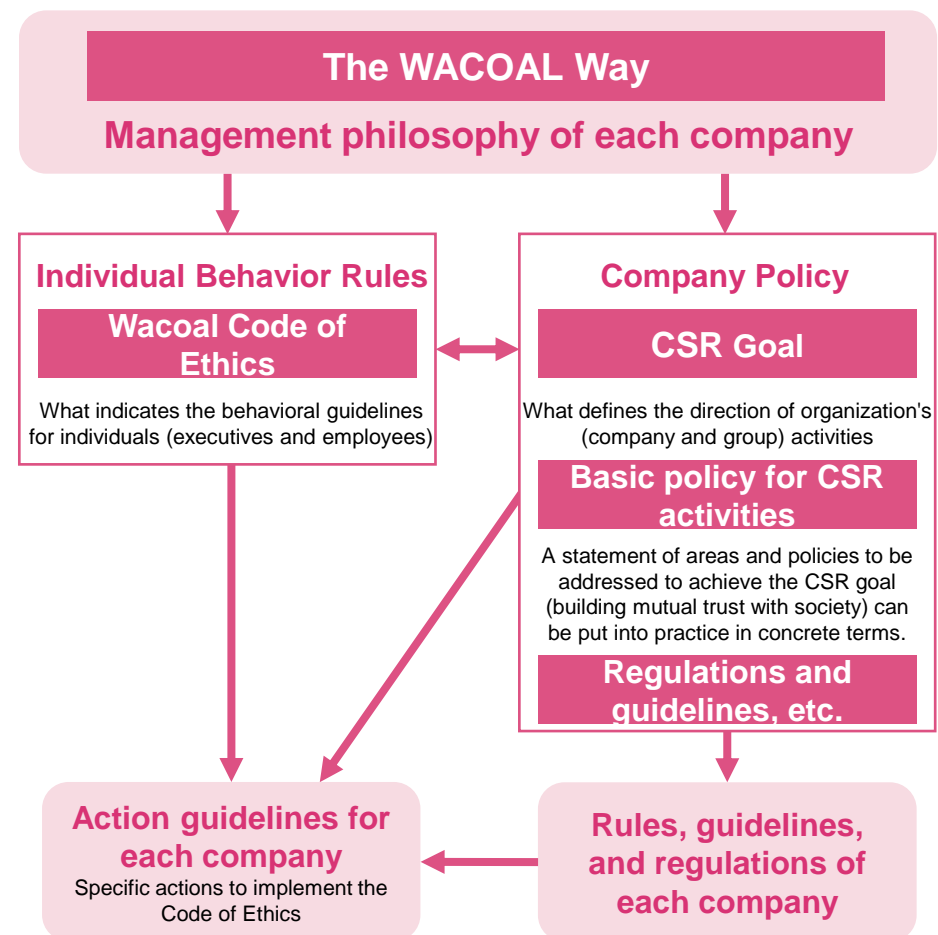 The WACOAL Way
Management philosophy of each company
Individual Behavior Rules
Wacoal Code of
Ethics
What indicates the behavioral guidelines
for individuals (executives and employees)
Company Policy
CSR Goal
What defines the direction of organization's
(company and group) activities
Basic policy for CSR
activities
A statement of areas and policies to be
addressed to achieve the CSR goal
(building mutual trust with society) can
be put into practice in concrete terms.
Regulations and
guidelines, etc.
Action guidelines for
each company
Specific actions to implement the
Code of Ethics
Rules, guidelines,
and regulations of
each company